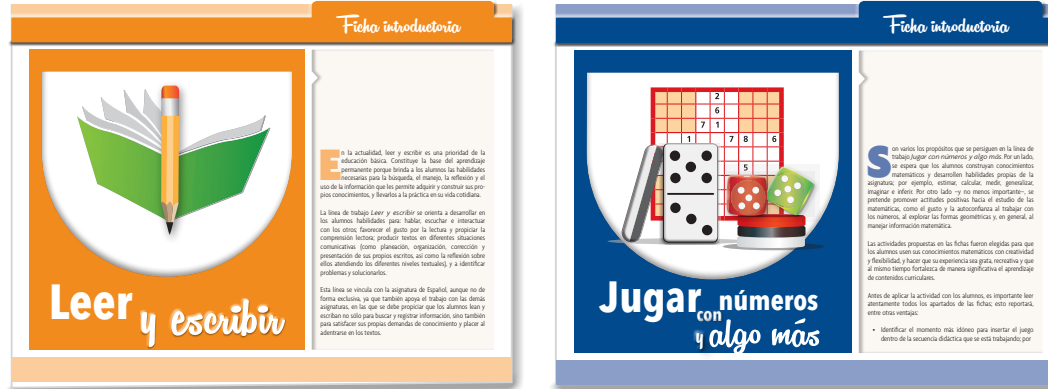 Ficha introductoria
Leer
y escribir
En la actualidad, leer y escribir es una prioridad de la
educación básica. Constituye la base del aprendizaje
permanente porque brinda a los alumnos las habilidades
necesarias para la búsqueda, el manejo, la reflexión y el
uso de la información que les permite adquirir y construir sus pro-
pios conocimientos, y llevarlos a la práctica en su vida cotidiana.
La línea de trabajo Leer y escribir se orienta a desarrollar en
los alumnos habilidades para: hablar, escuchar e interactuar
con los otros; favorecer el gusto por la lectura y propiciar la
comprensión lectora; producir textos en diferentes situaciones
comunicativas (como planeación, organización, corrección y
presentación de sus propios escritos, así como la reflexión sobre
ellos atendiendo los diferentes niveles textuales), y a identificar
problemas y solucionarlos.
Esta línea se vincula con la asignatura de Español, aunque no de
forma exclusiva, ya que también apoya el trabajo con las demás
asignaturas, en las que se debe propiciar que los alumnos lean y
escriban no sólo para buscar y registrar información, sino también
para satisfacer sus propias demandas de conocimiento y placer al
adentrarse en los textos.
Ficha introductoria
2
6
7 1
1 7 8 6
5
Jugar con números
y algo más
Son varios los propósitos que se persiguen en la línea de
trabajo Jugar con números y algo más. Por un lado,
se espera que los alumnos construyan conocimientos
matemáticos y desarrollen habilidades propias de la
asignatura; por ejemplo, estimar, calcular, medir, generalizar,
imaginar e inferir. Por otro lado –y no menos importante–, se
pretende promover actitudes positivas hacia el estudio de las
matemáticas, como el gusto y la autoconfianza al trabajar con
los números, al explorar las formas geométricas y, en general, al
manejar información matemática.
Las actividades propuestas en las fichas fueron elegidas para que
los alumnos usen sus conocimientos matemáticos con creatividad
y flexibilidad, y hacer que su experiencia sea grata, recreativa y que
al mismo tiempo fortalezca de manera significativa el aprendizaje
de contenidos curriculares.
Antes de aplicar la actividad con los alumnos, es importante leer
atentamente todos los apartados de las fichas; esto reportará,
entre otras ventajas:
• Identificar el momento más idóneo para insertar el juego
dentro de la secuencia didáctica que se está trabajando; por